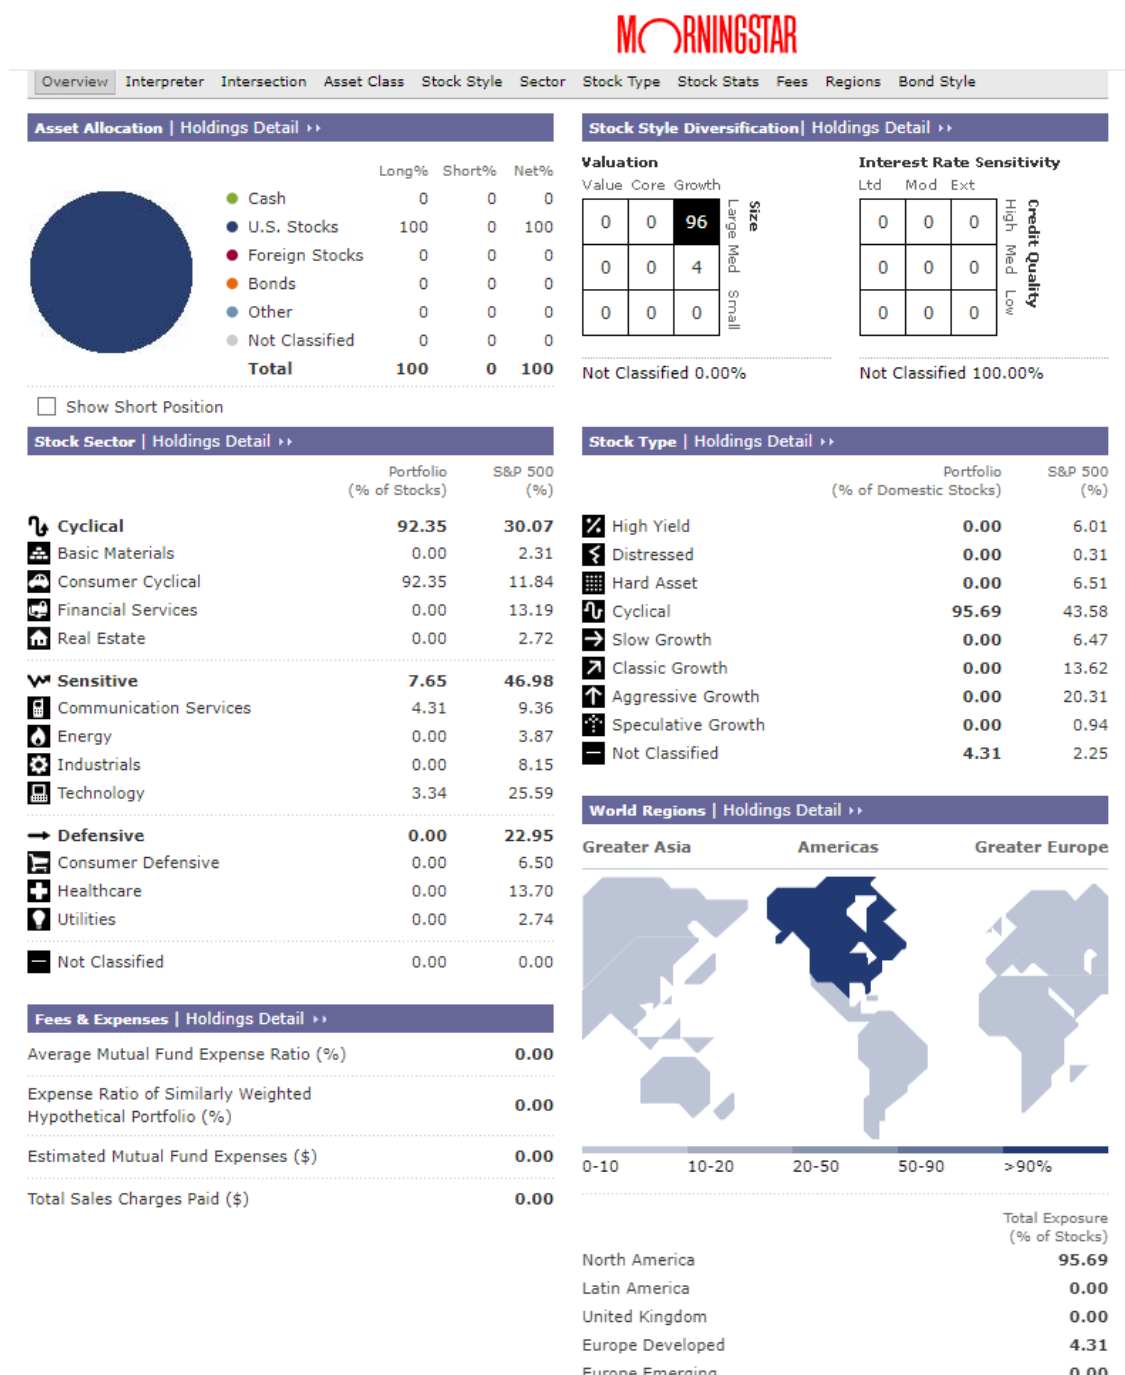 MORNINGSTAR
Overview Interpreter Intersection Asset Class Stock Style Sector Stock Type Stock Stats Fees Regions Bond Style
Asset Allocation | Holdings Detail
Long% Short% Net%
Cash 0 0 0
U.S. Stocks 100 0 100
Foreign Stocks 0 0 0
Bonds 0 0 0
Other 0 0 0
Not Classified 0 0 0
Total 100 0 100
Show Short Position
Stock Style Diversification| Holdings Detail
Valuation
Value Core Growth
0 0 96
0 0 4
0 0 0
Large Med Small
Size
Not Classified 0.00%
Interest Rate Sensitivity
Ltd Mod Ext
0 0 0
0 0 0
0 0 0
High Med Low
Credit Quality
Not Classified 100.00%
Stock Sector | Holdings Detail
Portfolio S&P 500
(% of Stocks) (%)
Cyclical 92.35 30.07
Basic Materials 0.00 2.31
Consumer Cyclical 92.35 11.84
Financial Services 0.00 13.19
Real Estate 0.00 2.72
Sensitive 7.65 46.98
Communication Services 4.31 9.36
Energy 0.00 3.87
Industrials 0.00 8.15
Technology 3.34 25.59
Defensive 0.00 22.95
Consumer Defensive 0.00 6.50
Healthcare 0.00 13.70
Utilities 0.00 2.74
Not Classified 0.00 0.00
Fees & Expenses | Holdings Detail
Average Mutual Fund Expense Ratio (%) 0.00
Expense Ratio of Similarly Weighted
Hypothetical Portfolio (%) 0.00
Estimated Mutual Fund Expenses ($) 0.00
Total Sales Charges Paid ($) 0.00
Stock Type | Holdings Detail
Portfolio S&P 500
(% of Domestic Stocks) (%)
High Yield 0.00 6.01
Distressed 0.00 0.31
Hard Asset 0.00 6.51
Cyclical 95.69 43.58
Slow Growth 0.00 6.47
Classic Growth 0.00 13.62
Aggressive Growth 0.00 20.31
Speculative Growth 0.00 0.94
Not Classified 4.31 2.25
World Regions | Holdings Detail
Greater Asia Americas Greater Europe
0-10 10-20 20-50 50-90 >90%
Total Exposure
(% of Stocks)
North America 95.69
Latin America 0.00
United Kingdom 0.00
Europe Developed 4.31
Europe Emerging 0.00